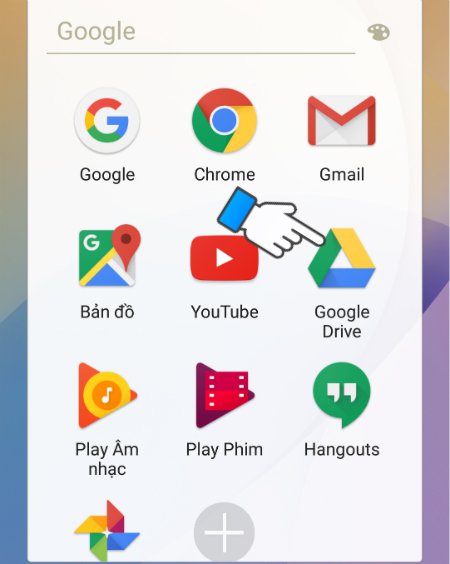 Google
Google
Chrome
Gmail
G
Bản đồ
YouTube
Google
Drive
Play Âm
nhạc
Play Phim
Hangouts